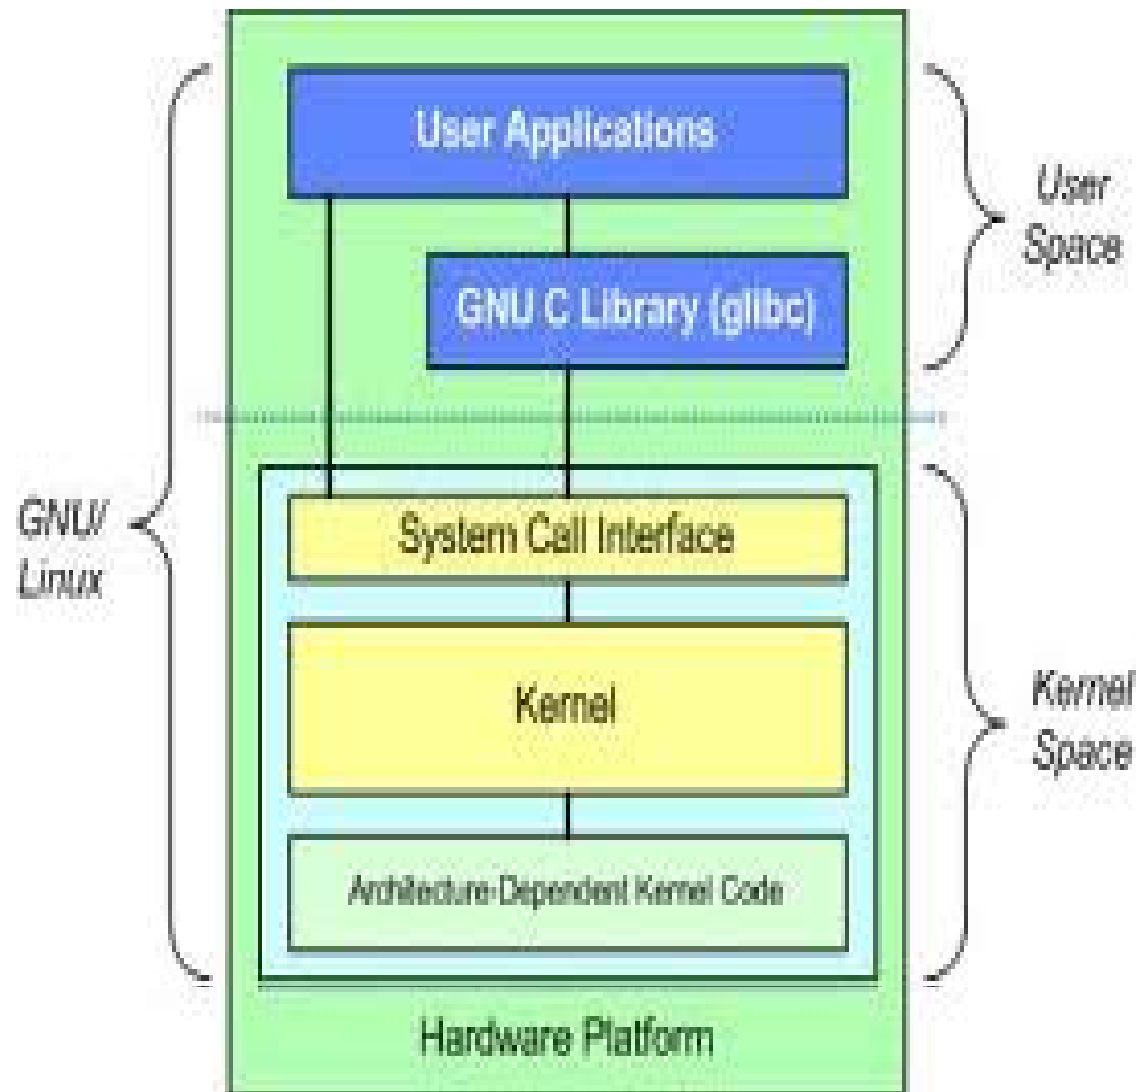 User Applications
User
Space
GNU C Library (glibc)
GNU/
Linux
System Call Interface
Kernel
Kernel
Space
Architecture-Dependent Kernel Code
Hardware Platform